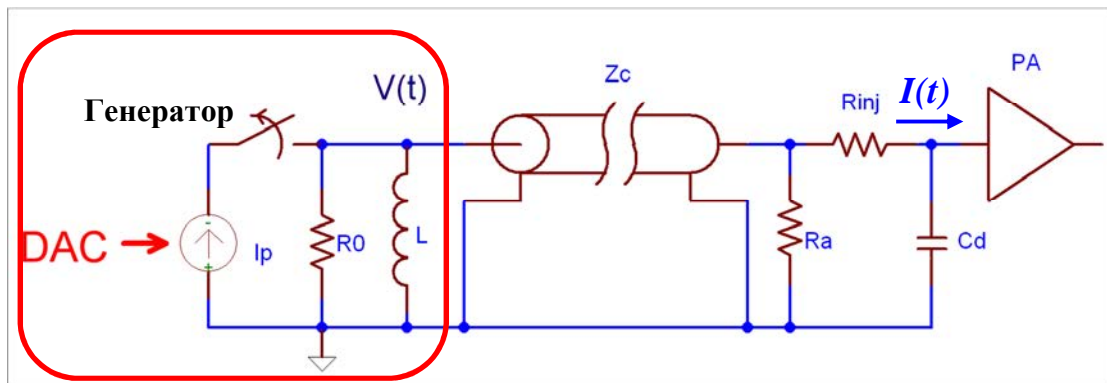 Генератор
V(t)
Zc
PA
Rinj
I(t)
DAC
Ip
R0
L
Ra
Cd
-
+